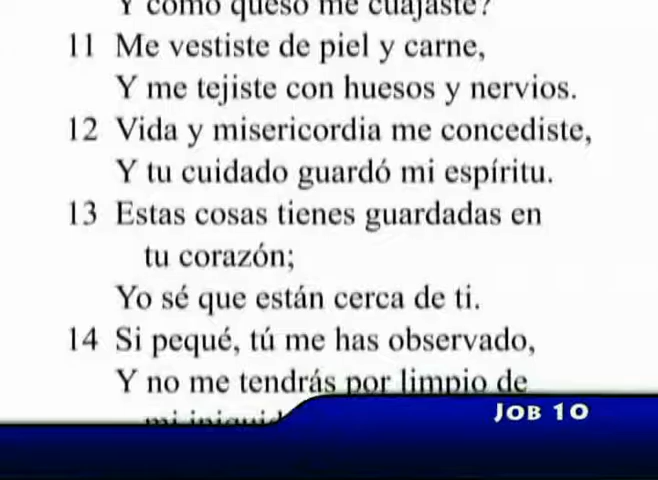 Y como queso me cuajaste?
11 Me vestiste de piel y carne,
Y me tejiste con huesos y nervios.
12 Vida y misericordia me concediste,
Y tu cuidado guardó mi espíritu.
13 Estas cosas tienes guardadas en
tu corazón;
Yo sé que están cerca de ti.
14 Si pequé, tú me has observado,
Y no me tendrás por limpio de
mi
JOB 10